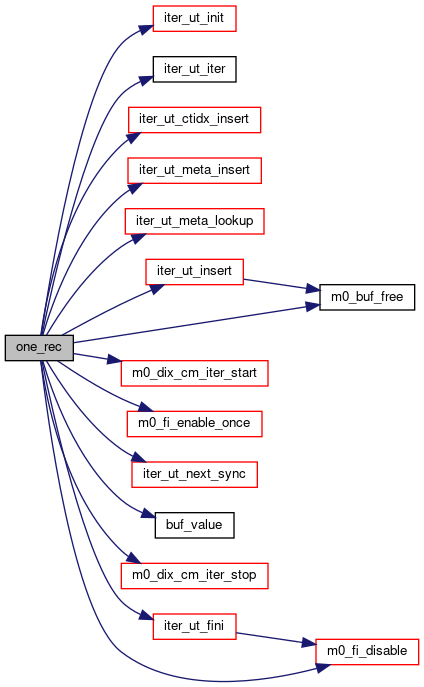 iter_ut_init
iter_ut_iter
iter_ut_ctidx_insert
iter_ut_meta_insert
iter_ut_meta_lookup
iter_ut_insert
m0_buf_free
one_rec
m0_dix_cm_iter_start
m0_fi_enable_once
iter_ut_next_sync
buf_value
m0_dix_cm_iter_stop
iter_ut_fini
m0_fi_disable